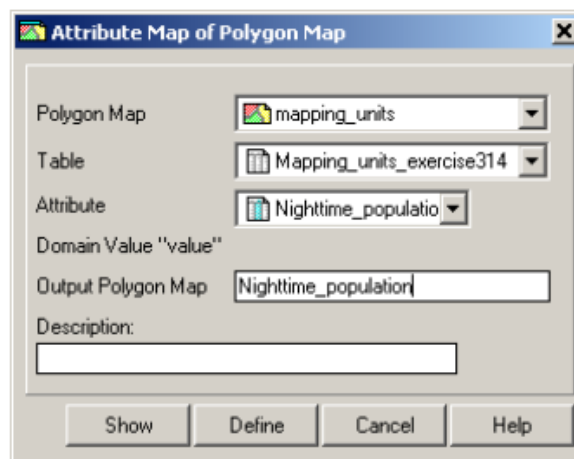 Attribute Map of Polygon Map
Polygon Map mapping_units
Table Mapping_units_exercise314
Attribute Nighttime_populatio
Domain Value "value"
Output Polygon Map Nighttime_population
Description:
Show Define Cancel Help